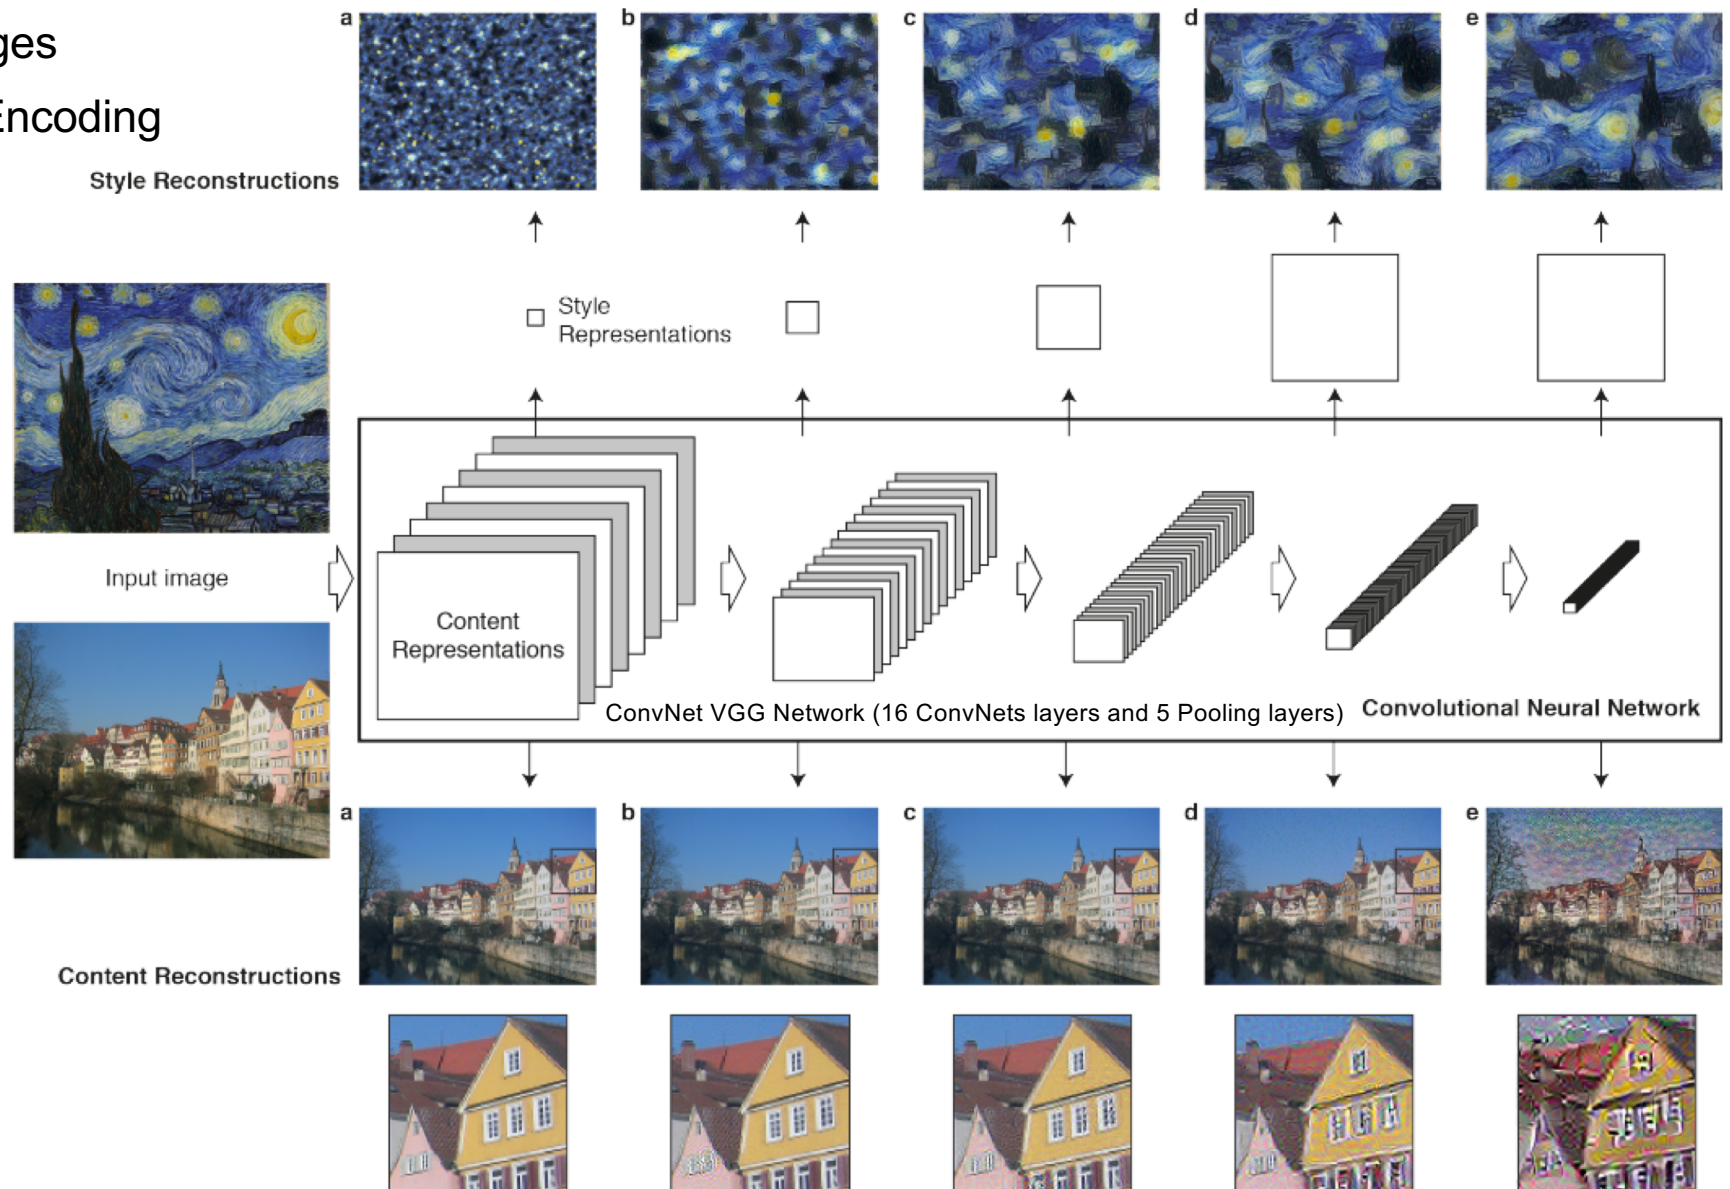 ges
Encoding
a
b
c
d
e
Style Reconstructions
Style
Representations
Input image
Content
Representations
ConvNet VGG Network (16 ConvNets layers and 5 Pooling layers)
Convolutional Neural Network
a
b
c
d
e
Content Reconstructions